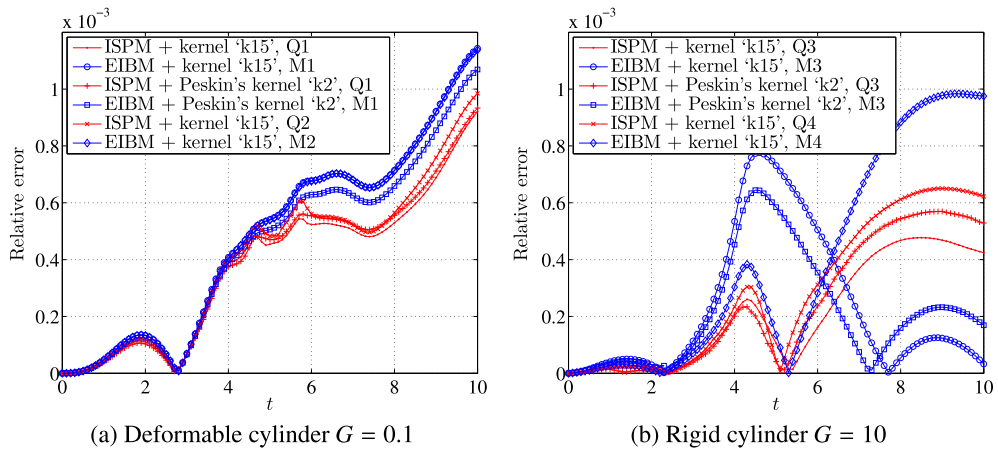 x 10⁻³
1
0.8
0.6
0.4
0.2
0
Relative error
ISPM + kernel ‘k15’, Q1
EIBM + kernel ‘k15’, M1
ISPM + Peskin’s kernel ‘k2’, Q1
EIBM + Peskin’s kernel ‘k2’, M1
ISPM + kernel ‘k15’, Q2
EIBM + kernel ‘k15’, M2
0 2 4 6 8 10
t
(a) Deformable cylinder G = 0.1
x 10⁻³
1
0.8
0.6
0.4
0.2
0
Relative error
ISPM + kernel ‘k15’, Q3
EIBM + kernel ‘k15’, M3
ISPM + Peskin’s kernel ‘k2’, Q3
EIBM + Peskin’s kernel ‘k2’, M3
ISPM + kernel ‘k15’, Q4
EIBM + kernel ‘k15’, M4
0 2 4 6 8 10
t
(b) Rigid cylinder G = 10